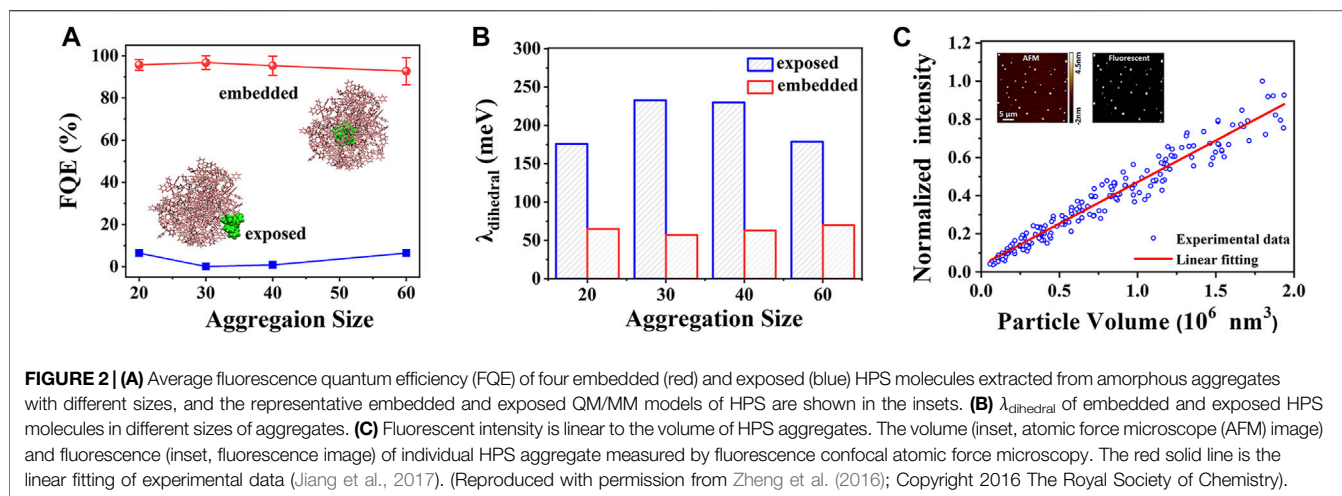 A
100
80
60
40
20
0
FQE (%)
embedded
exposed
20
30
40
50
60
Aggregaion Size
B
300
250
200
150
100
50
0
λdihedral (meV)
exposed
embedded
20
30
40
60
Aggregation Size
C
1.2
1.0
0.8
0.6
0.4
0.2
0.0
Normalized intensity
AFM
5 µm
4.5nm
-2nm
Fluorescent
Experimental data
Linear fitting
0.0
0.5
1.0
1.5
2.0
Particle Volume (10⁶ nm³)
FIGURE 2 | (A) Average fluorescence quantum efficiency (FQE) of four embedded (red) and exposed (blue) HPS molecules extracted from amorphous aggregates
with different sizes, and the representative embedded and exposed QM/MM models of HPS are shown in the insets. (B) λdihedral of embedded and exposed HPS
molecules in different sizes of aggregates. (C) Fluorescent intensity is linear to the volume of HPS aggregates. The volume (inset, atomic force microscope (AFM) image)
and fluorescence (inset, fluorescence image) of individual HPS aggregate measured by fluorescence confocal atomic force microscopy. The red solid line is the
linear fitting of experimental data (Jiang et al., 2017). (Reproduced with permission from Zheng et al. (2016); Copyright 2016 The Royal Society of Chemistry).